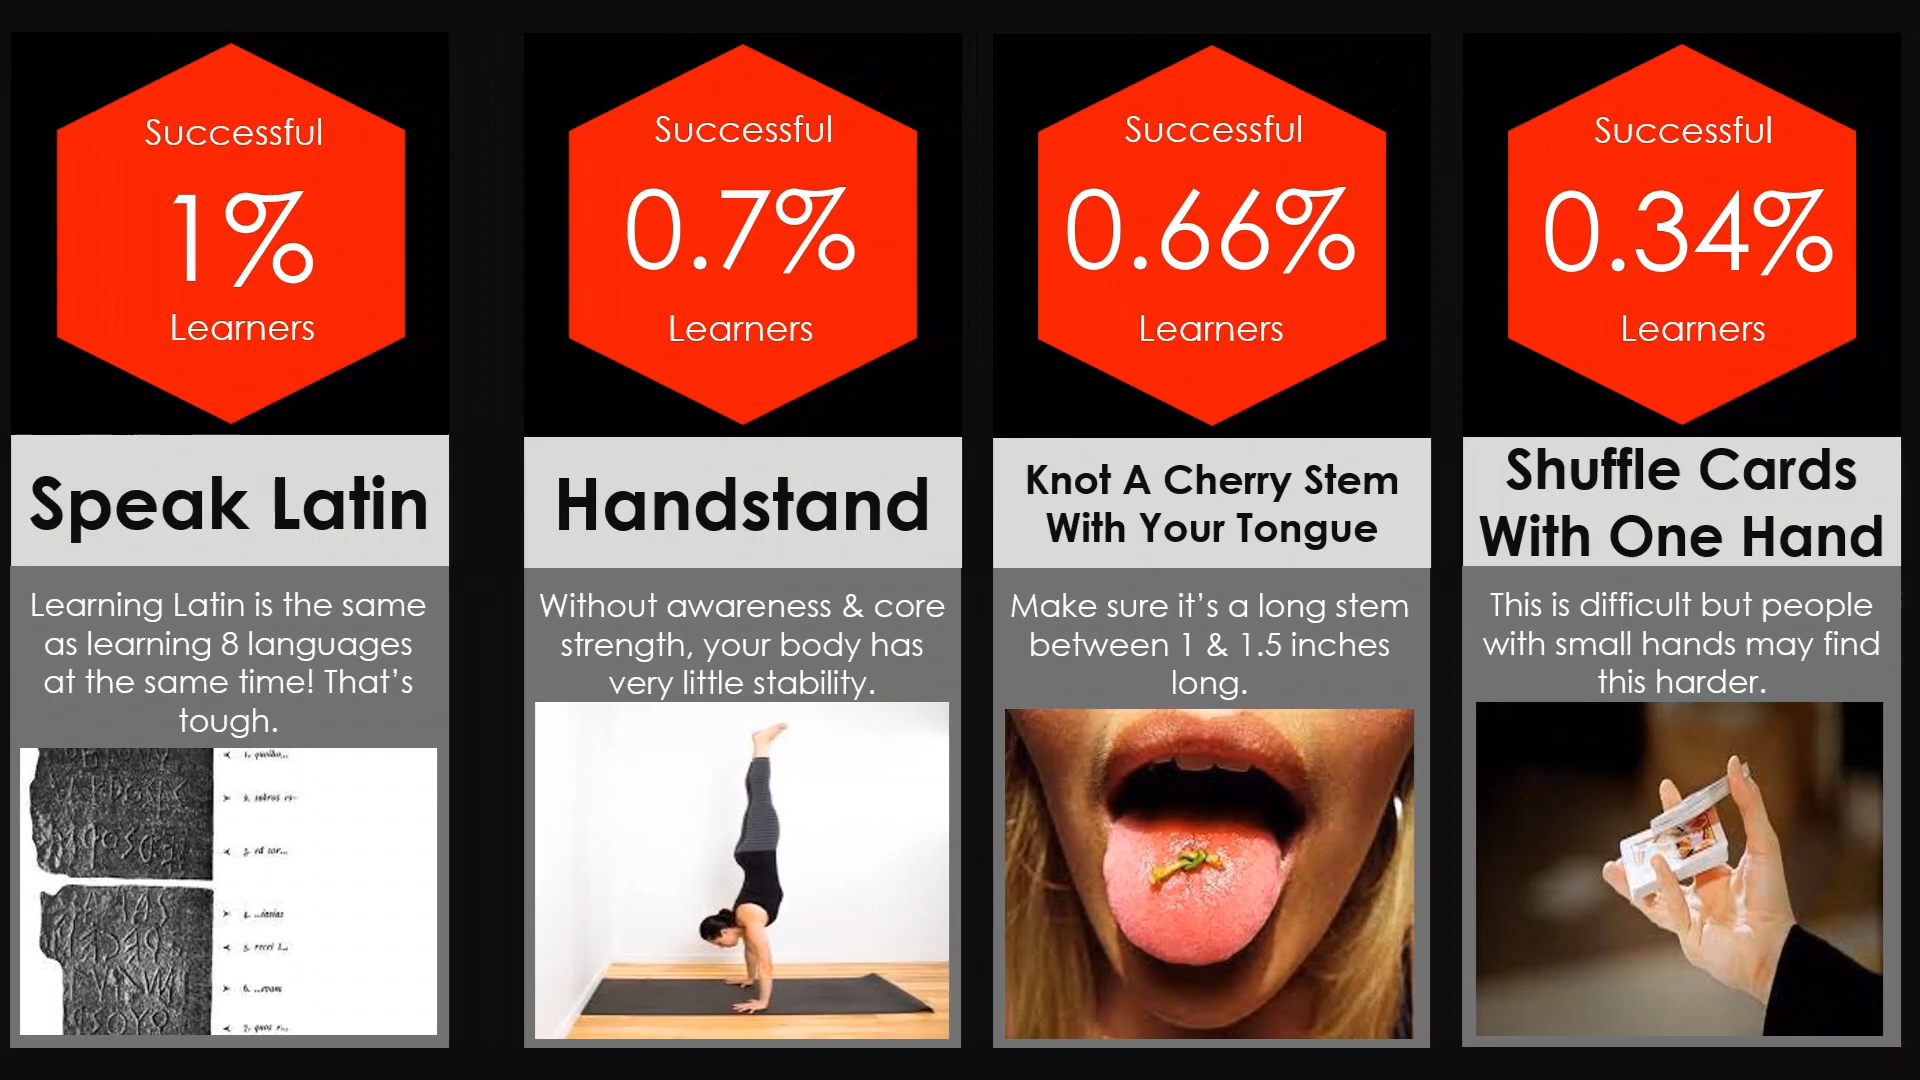 Successful
1%
Learners
Speak Latin
Learning Latin is the same
as learning 8 languages
at the same time! That's
tough.
Successful
0.7%
Learners
Handstand
Without awareness & core
strength, your body has
very little stability.
Successful
0.66%
Learners
Knot A Cherry Stem
With Your Tongue
Make sure it's a long stem
between 1 & 1.5 inches
long.
Successful
0.34%
Learners
Shuffle Cards
With One Hand
This is difficult but people
with small hands may find
this harder.